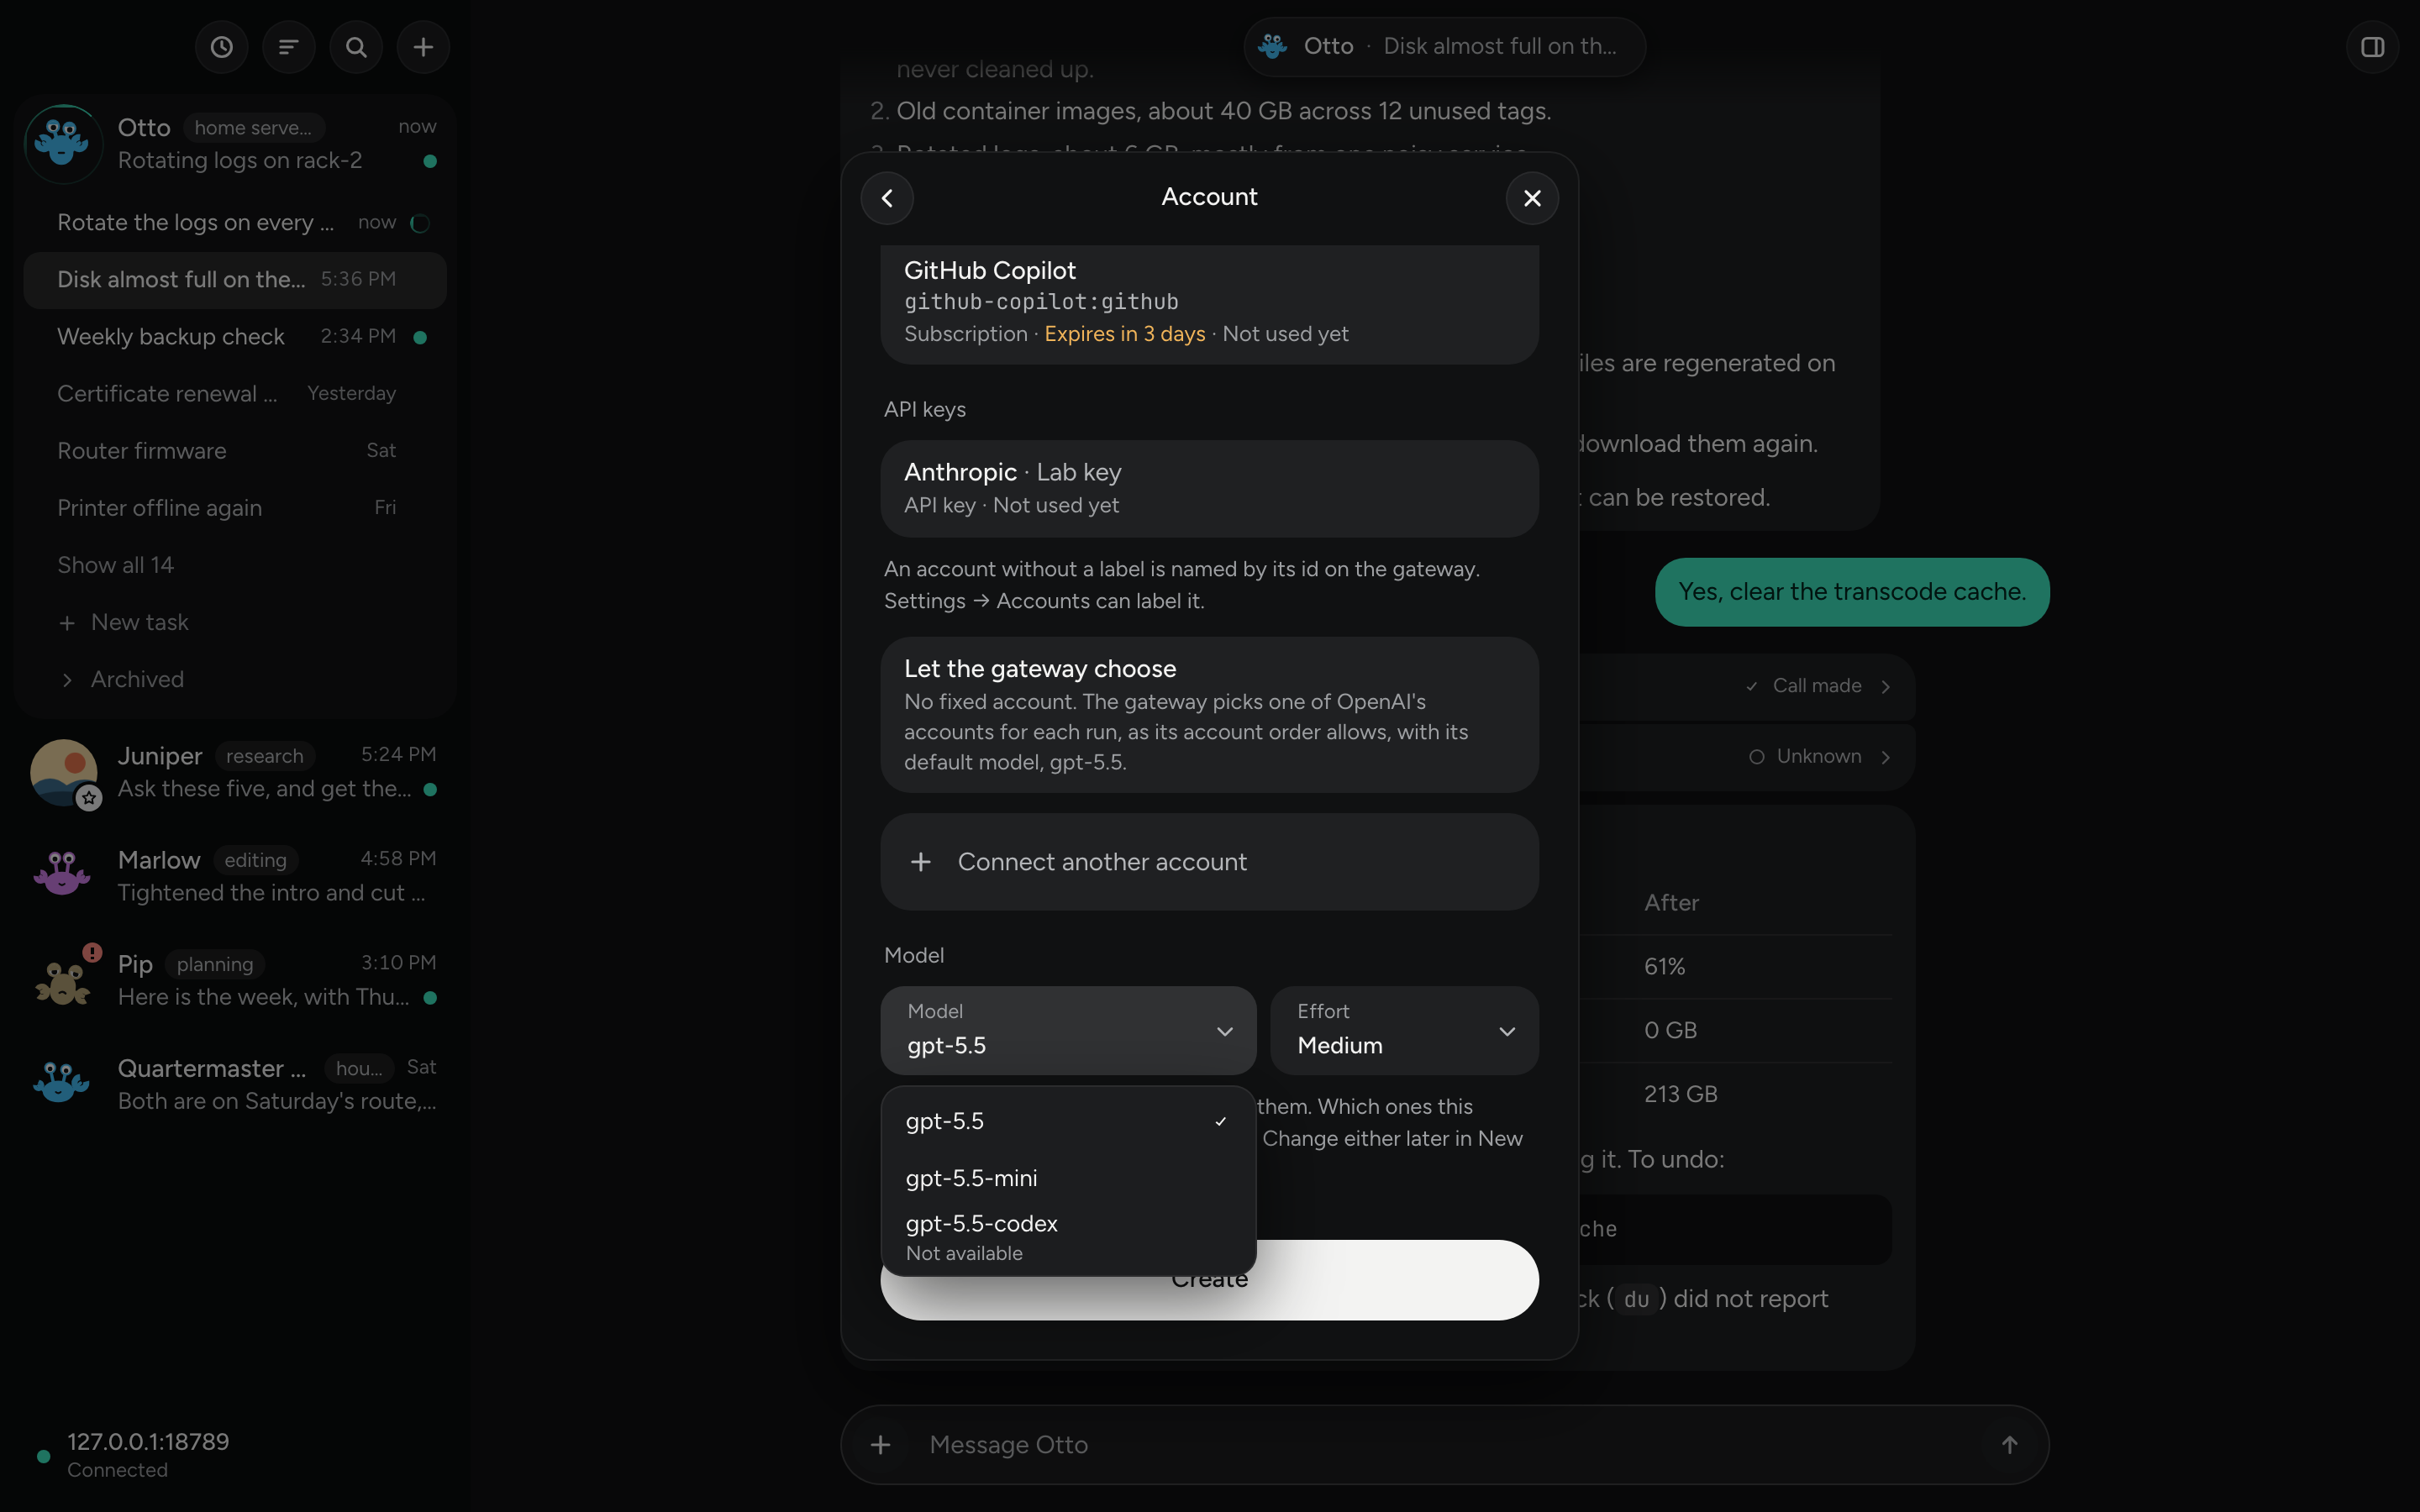 Otto home serve... now
Rotating logs on rack-2
Rotate the logs on every ... now
Disk almost full on the... 5:36 PM
Weekly backup check 2:34 PM
Certificate renewal ... Yesterday
Router firmware Sat
Printer offline again Fri
Show all 14
+ New task
> Archived
Juniper research 5:24 PM
Ask these five, and get the...
Marlow editing 4:58 PM
Tightened the intro and cut ...
Pip planning 3:10 PM
Here is the week, with Thu...
Quartermaster ... hou... Sat
Both are on Saturday's route,...
127.0.0.1:18789
Connected
Otto · Disk almost full on th...
never cleaned up.
2. Old container images, about 40 GB across 12 unused tags.
Account
GitHub Copilot
github-copilot:github
Subscription · Expires in 3 days · Not used yet
API keys
Anthropic · Lab key
API key · Not used yet
An account without a label is named by its id on the gateway.
Settings → Accounts can label it.
Let the gateway choose
No fixed account. The gateway picks one of OpenAI's
accounts for each run, as its account order allows, with its
default model, gpt-5.5.
+ Connect another account
Model
Model
gpt-5.5
Effort
Medium
gpt-5.5
gpt-5.5-mini
gpt-5.5-codex
Not available
them. Which ones this
Change either later in New
Create
iles are regenerated on
download them again.
can be restored.
Yes, clear the transcode cache.
Call made
Unknown
After
61%
0 GB
213 GB
g it. To undo:
che
ck ( du ) did not report
+ Message Otto